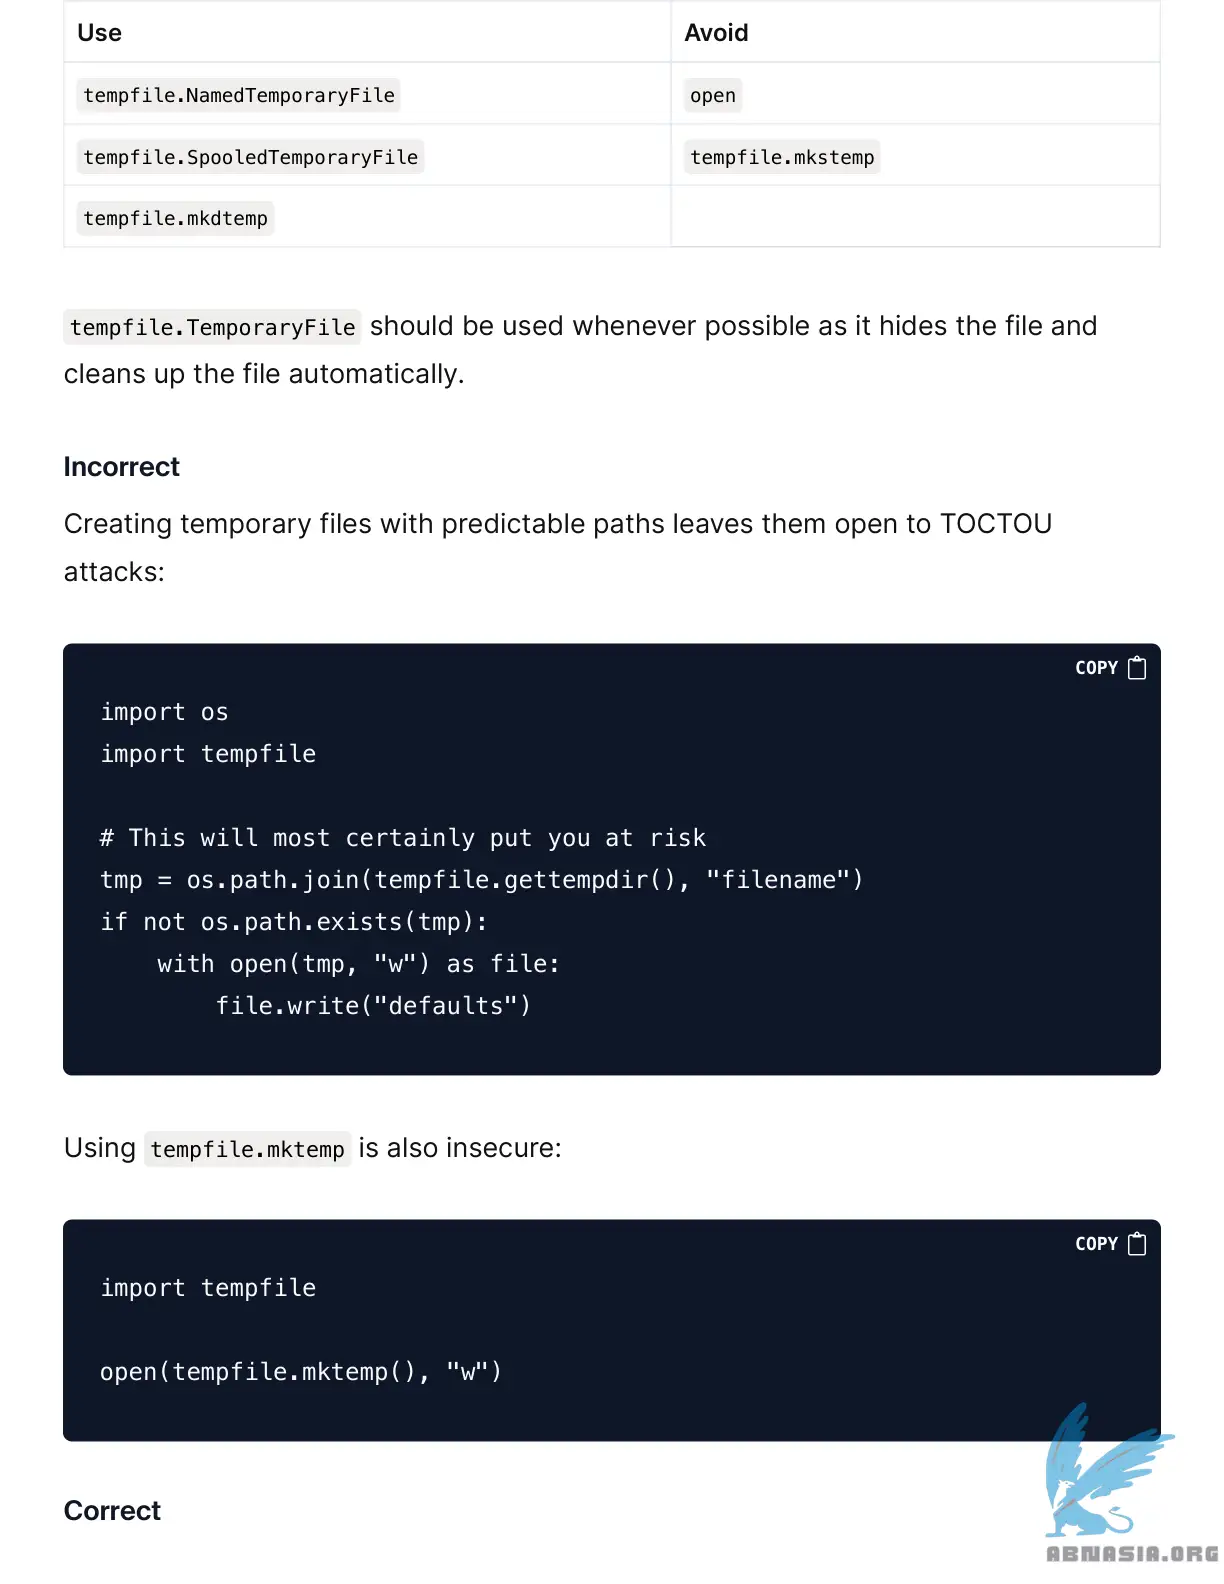 Use Avoid
tempfile.NamedTemporaryFile open
tempfile.SpooledTemporaryFile tempfile.mkstemp
tempfile.mkdtemp
tempfile.TemporaryFile should be used whenever possible as it hides the file and
cleans up the file automatically.
Incorrect
Creating temporary files with predictable paths leaves them open to TOCTOU
attacks:
COPY
import os
import tempfile
# This will most certainly put you at risk
tmp = os.path.join(tempfile.gettempdir(), "filename")
if not os.path.exists(tmp):
    with open(tmp, "w") as file:
        file.write("defaults")
Using tempfile.mktemp is also insecure:
COPY
import tempfile
open(tempfile.mktemp(), "w")
Correct
ABNASIA.ORG